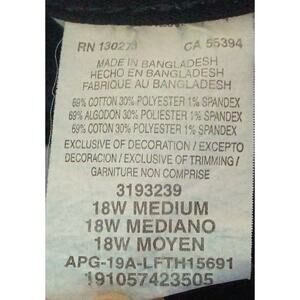 RN 130273 CA 55394
MADE IN BANGLADESH
HECHO EN BANGLADESH
FABRIQUE AU BANGLADESH
69% COTTON 30% POLYESTER 1% SPANDEX
69% ALGODON 30% POLIESTER 1% SPANDEX
69% COTON 30% POLYESTER 1% SPANDEX
EXCLUSIVE OF DECORATION / EXCEPTO
DECORACION / EXCLUSIVE OF TRIMMING /
GARNITURE NON COMPRISE
3193239
18W MEDIUM
18W MEDIANO
18W MOYEN
APG-19A-LFTH15691
191057423505